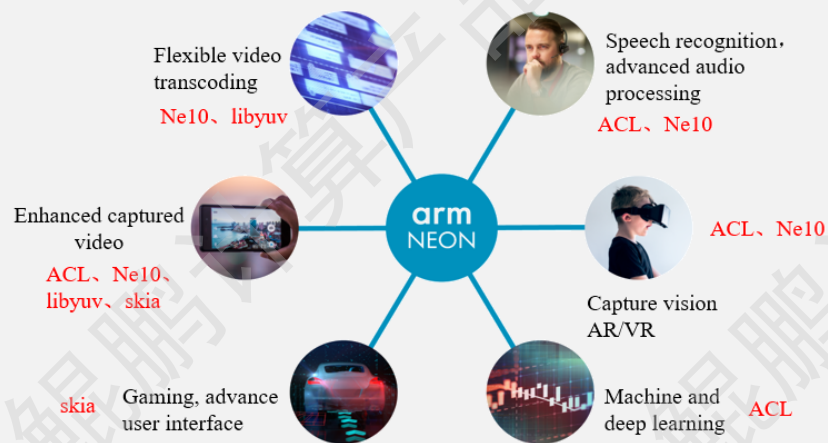 Flexible video
transcoding
Ne10、libyuv
Speech recognition，
advanced audio
processing
ACL、Ne10
Enhanced captured
video
ACL、Ne10、
libyuv、skia
arm
NEON
ACL、Ne10
Capture vision
AR/VR
skia
Gaming, advance
user interface
Machine and
deep learning
ACL